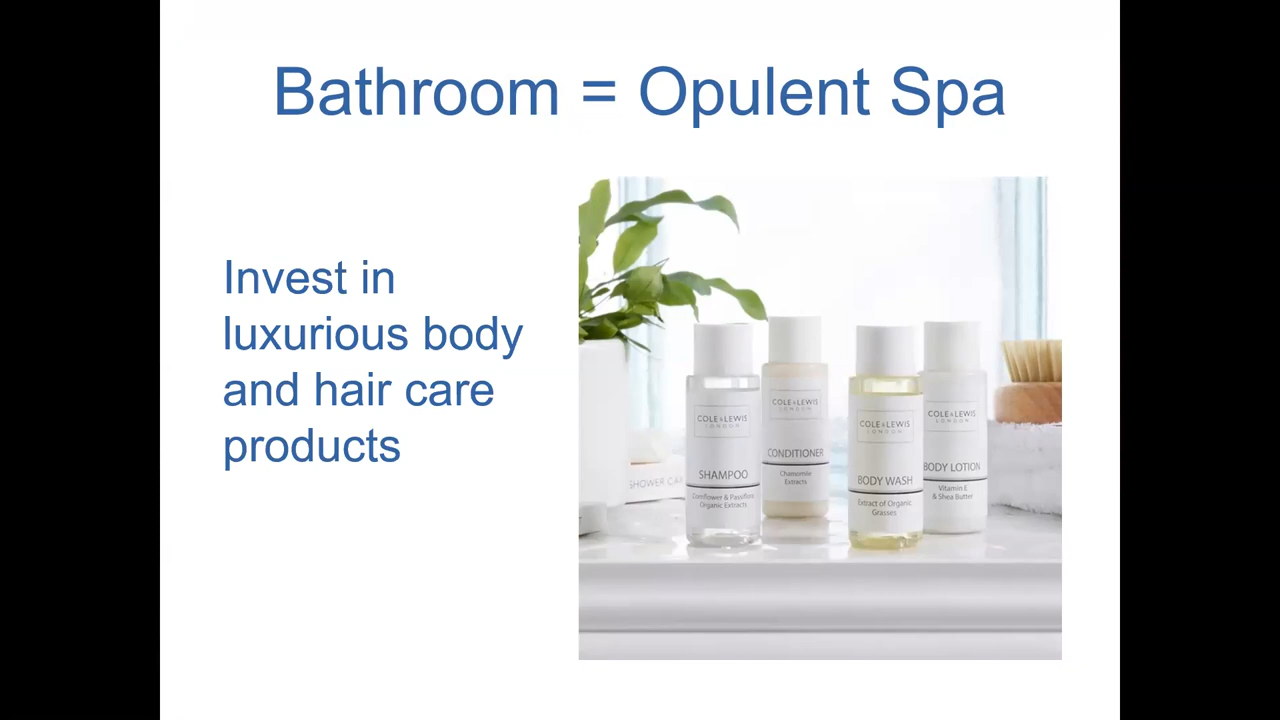 Bathroom = Opulent Spa
Invest in
luxurious body
and hair care
products
COLE & LEWIS
LONDON
SHAMPOO
Cornflower & Passiflora
Organic Extracts
COLE & LEWIS
LONDON
CONDITIONER
Chamomile
Extracts
COLE & LEWIS
LONDON
BODY WASH
Extract of Organic
Grasses
COLE & LEWIS
LONDON
BODY LOTION
Vitamin E
& Shea Butter
SHOWER CAP